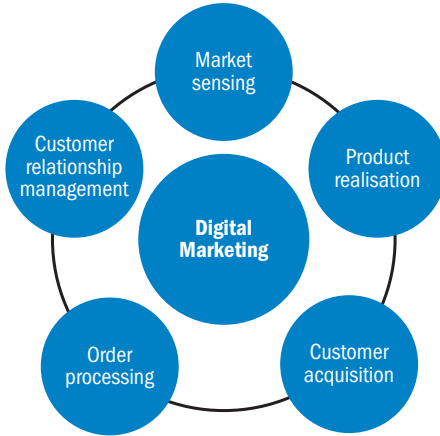 Market
sensing
Product
realisation
Customer
acquisition
Order
processing
Customer
relationship
management
Digital
Marketing